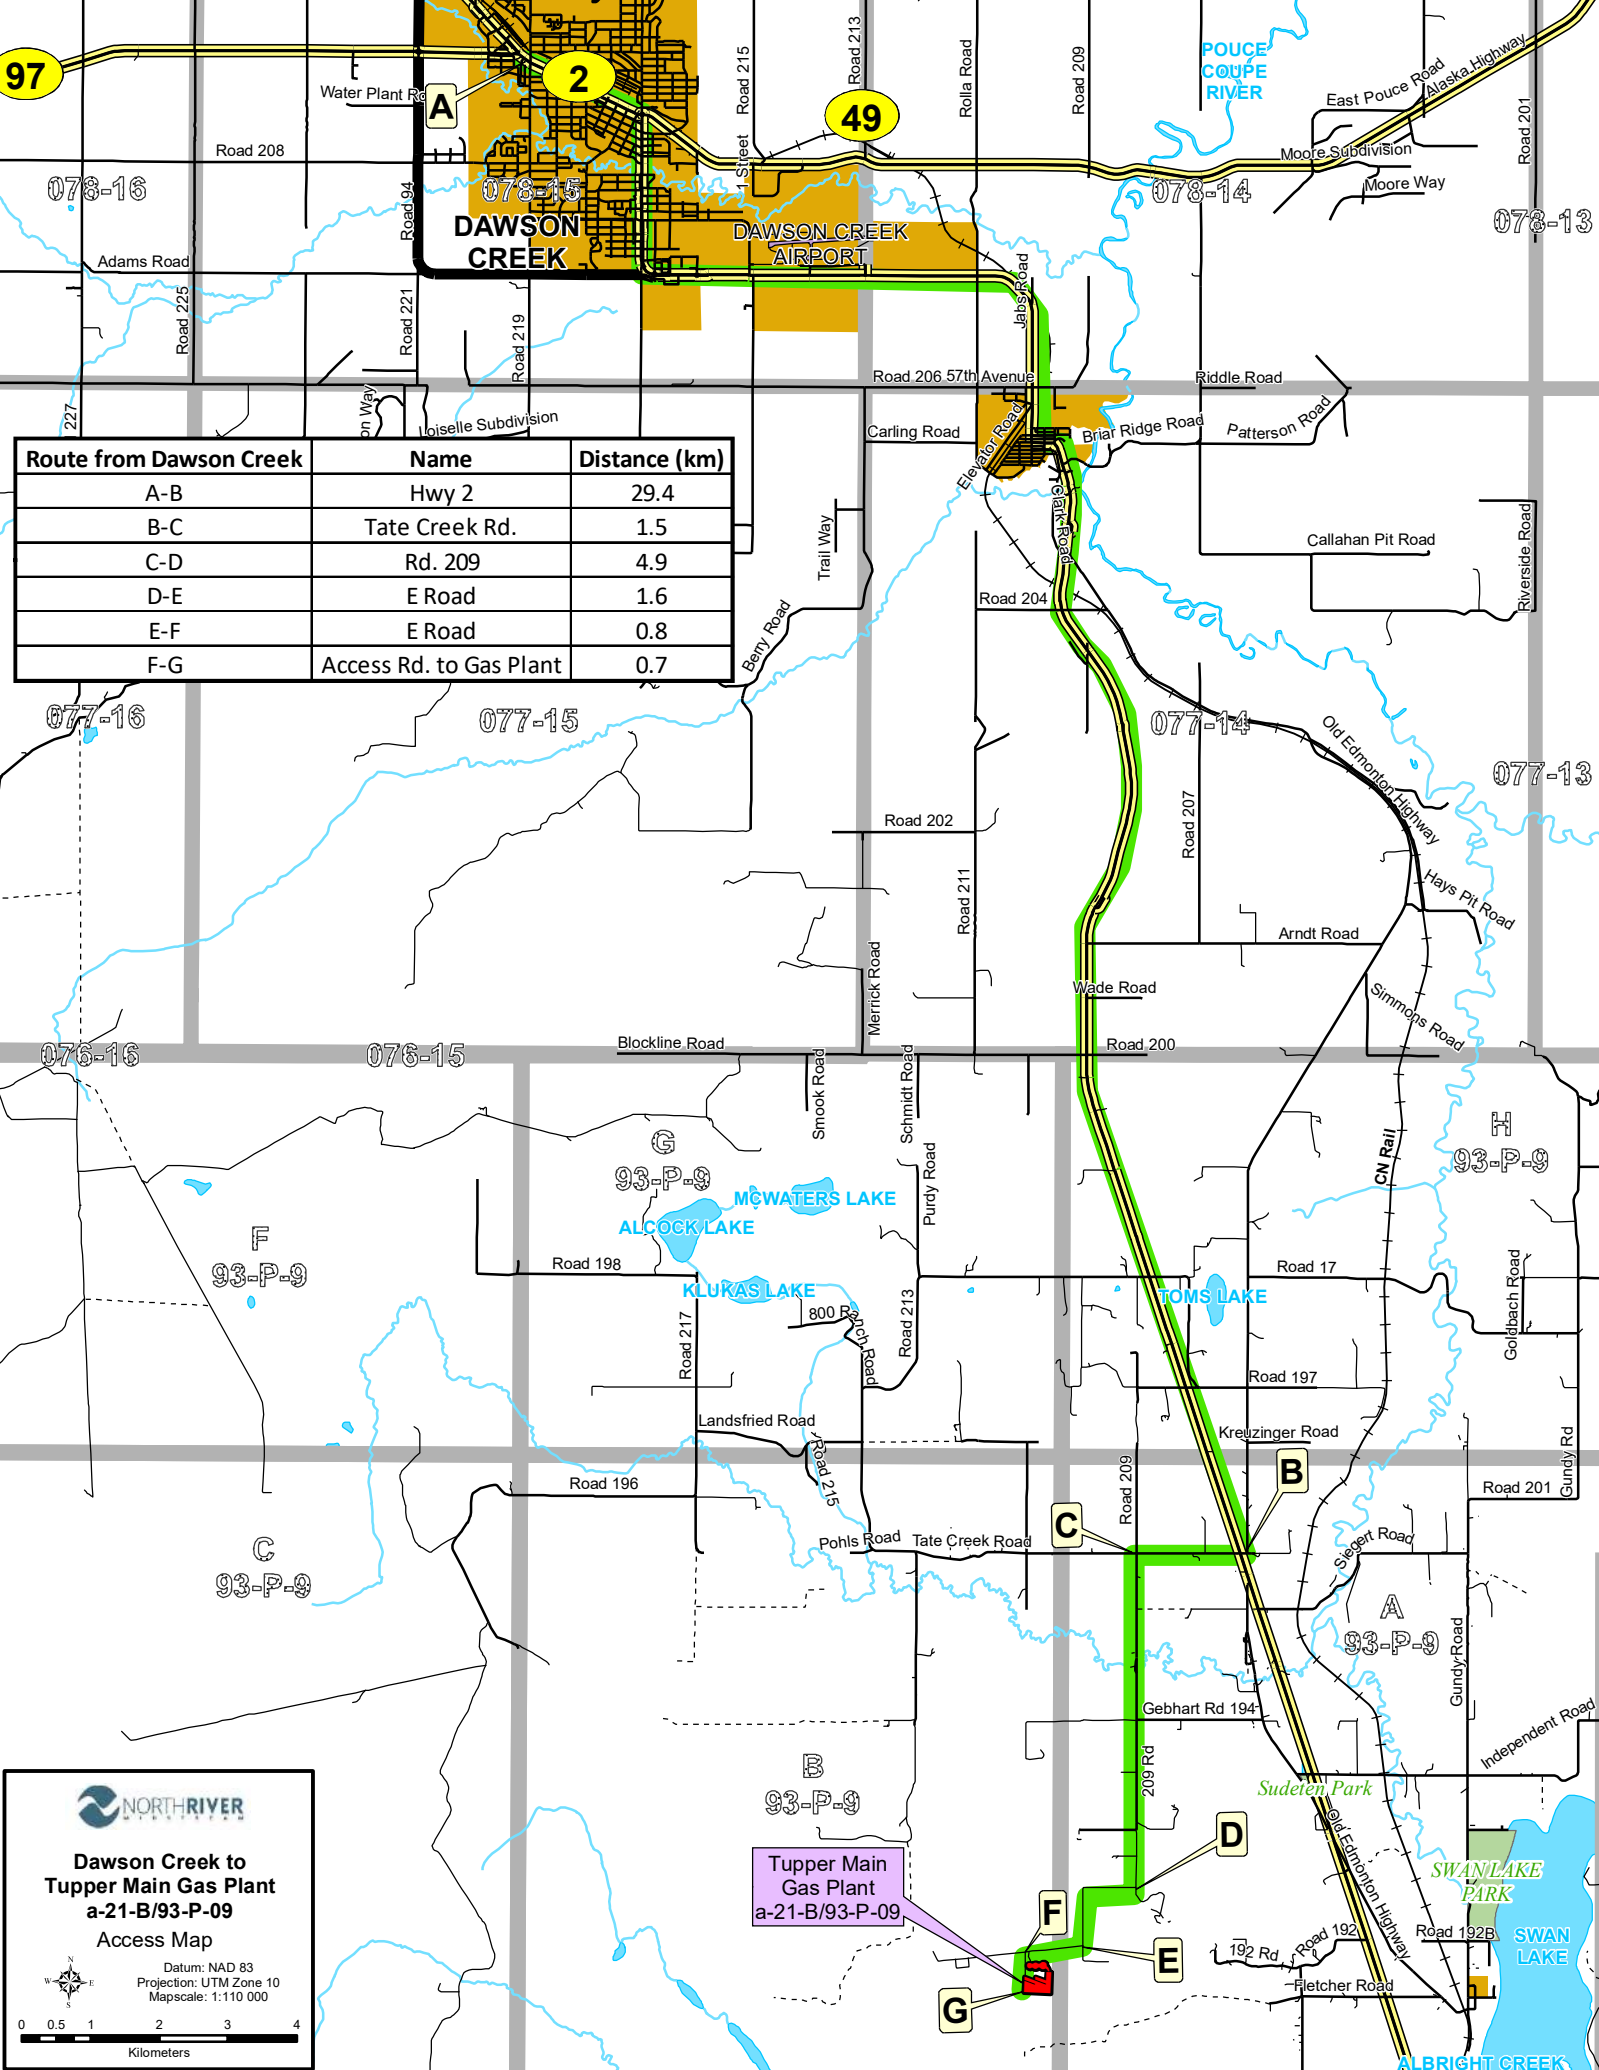 97
2
49
A
Water Plant
Road 215
Road 213
Rolla Road
Road 209
POUCE
COUPE
RIVER
East Pouce Road
Alaska Highway
Road 201
Moore Subdivision
Moore Way
Road 208
1 Street
078-16
078-15
078-14
078-13
Road 94
DAWSON
CREEK
DAWSON CREEK
AIRPORT
Adams Road
Road 225
Road 221
Road 219
Jabs Road
Road 206 57th Avenue
Riddle Road
227
on Way
Loiselle Subdivision
Carling Road
Elevator Road
Briar Ridge Road
Patterson Road
Route from Dawson Creek Name Distance (km)
A-B Hwy 2 29.4
B-C Tate Creek Rd. 1.5
C-D Rd. 209 4.9
D-E E Road 1.6
E-F E Road 0.8
F-G Access Rd. to Gas Plant 0.7
Trail Way
Clark Road
Callahan Pit Road
Riverside Road
Road 204
Berry Road
077-16
077-15
077-14
077-13
Old Edmonton Highway
Road 202
Road 207
Road 211
Hays Pit Road
Arndt Road
Merrick Road
Wade Road
Simmons Road
076-16
076-15
Blockline Road
Road 200
Smook Road
Schmidt Road
CN Rail
G
93-P-9
H
93-P-9
Purdy Road
MCWATERS LAKE
ALCOCK LAKE
F
93-P-9
Road 198
KLUKAS LAKE
Road 17
TOMS LAKE
Goldbach Road
800 Ranch Road
Road 213
Road 217
Road 197
Landsfried Road
Kreuzinger Road
Road 215
Road 196
Road 209
B
Road 201
Gundy Rd
C
Pohls Road
Tate Creek Road
Siegert Road
C
93-P-9
A
93-P-9
Gundy Road
Gebhart Rd 194
Independent Road
209 Rd
B
93-P-9
Sudeten Park
Old Edmonton Highway
D
Tupper Main
Gas Plant
a-21-B/93-P-09
SWAN LAKE
PARK
F
E
192 Rd
Road 192
Road 192B
SWAN
LAKE
Fletcher Road
G
ALBRIGHT CREEK
NORTHRIVER
MIDSTREAM
Dawson Creek to
Tupper Main Gas Plant
a-21-B/93-P-09
Access Map
N
W E
S
Datum: NAD 83
Projection: UTM Zone 10
Mapscale: 1:110 000
0 0.5 1 2 3 4
Kilometers